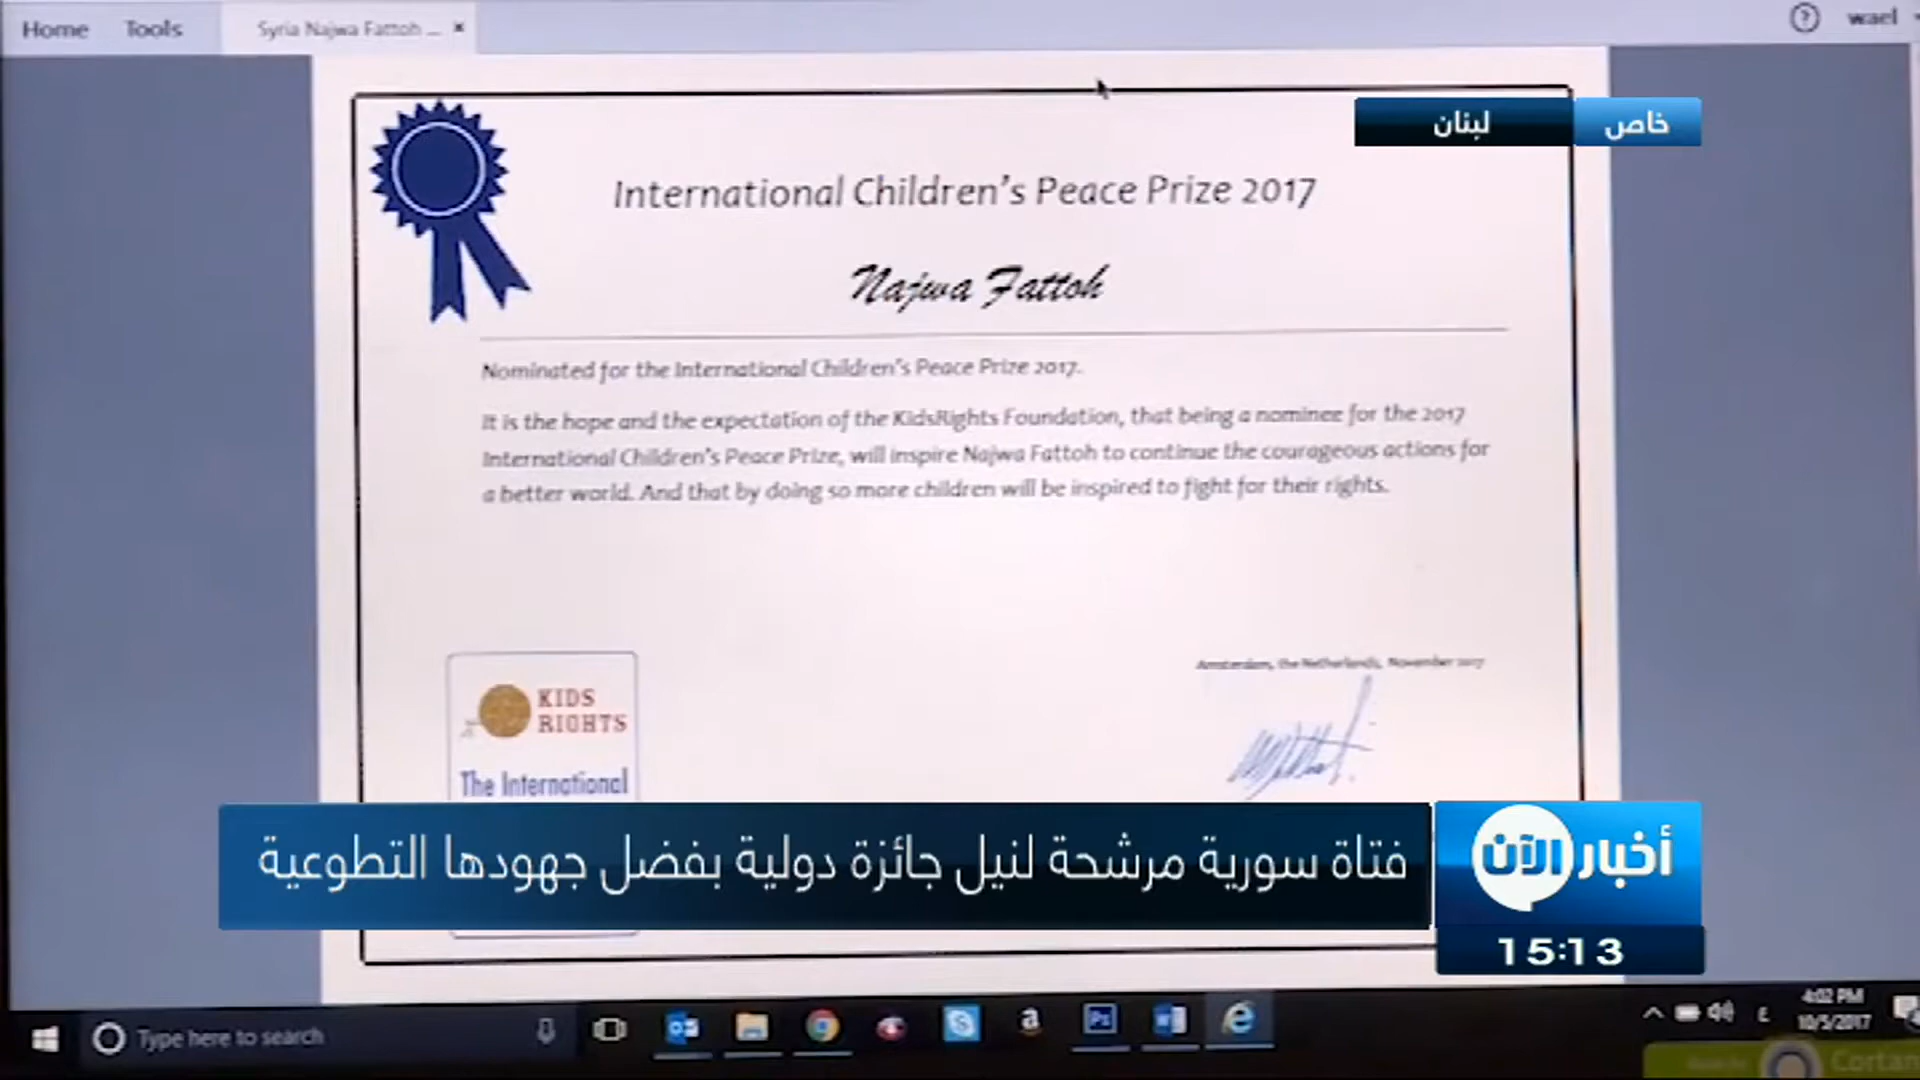 Home Tools Syria Najwa Fattoh ... × ? wael
خاص لبنان
International Children's Peace Prize 2017
Najwa Fattoh
Nominated for the International Children's Peace Prize 2017.
It is the hope and the expectation of the KidsRights Foundation, that being a nominee for the 2017
International Children's Peace Prize, will inspire Najwa Fattoh to continue the courageous actions for
a better world. And that by doing so more children will be inspired to fight for their rights.
Amsterdam, the Netherlands, November 2017
KIDS
RIGHTS
The International
فتاة سورية مرشحة لنيل جائزة دولية بفضل جهودها التطوعية
أخبار الآن
15:13
Type here to search
ع
4:02 PM
10/5/2017
Cortan